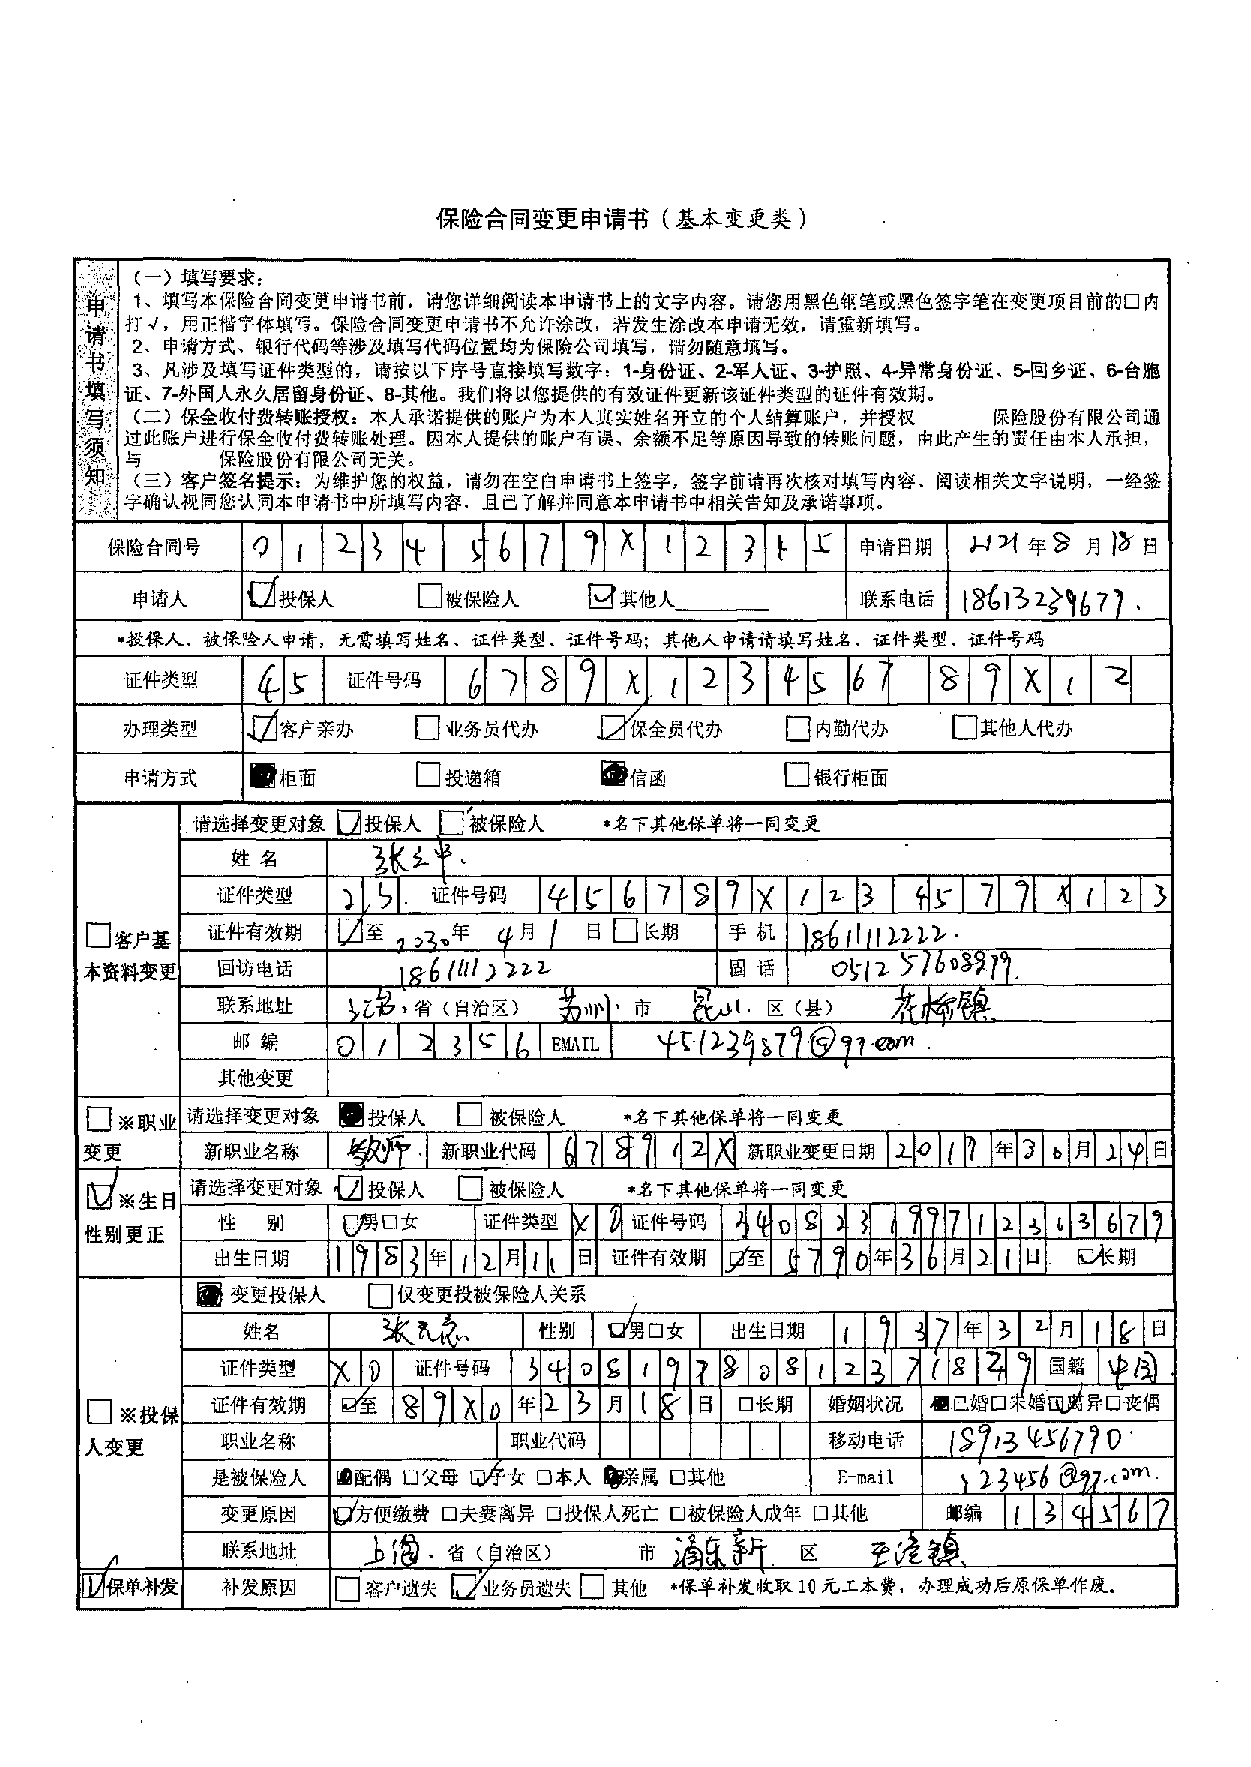 保险合同变更申请书（基本变更类）
申请书填写须知
（一）填写要求：
1、填写本保险合同变更申请书前，请您详细阅读本申请书上的文字内容。请您用黑色钢笔或黑色签字笔在变更项目前的□内
打√，用正楷字体填写。保险合同变更申请书不允许涂改，若发生涂改本申请无效，请重新填写。
2、申请方式、银行代码等涉及填写代码位置均为保险公司填写，请勿随意填写。
3、凡涉及填写证件类型的，请按以下序号直接填写数字：1-身份证、2-军人证、3-护照、4-异常身份证、5-回乡证、6-台胞
证、7-外国人永久居留身份证、8-其他。我们将以您提供的有效证件更新该证件类型的证件有效期。
（二）保全收付费转账授权：本人承诺提供的账户为本人真实姓名开立的个人结算账户，并授权 保险股份有限公司通
过此账户进行保全收付费转账处理。因本人提供的账户有误、余额不足等原因导致的转账问题，由此产生的责任由本人承担，
与 保险股份有限公司无关。
（三）客户签名提示：为维护您的权益，请勿在空白申请书上签字，签字前请再次核对填写内容、阅读相关文字说明，一经签
字确认视同您认同本申请书中所填写内容，且已了解并同意本申请书中相关告知及承诺事项。
保险合同号 0 1 2 3 4 5 6 7 9 X 1 2 3 5 申请日期 年 8 月 18 日
申请人 □投保人 □被保险人 □其他人 联系电话 18613239677.
*投保人、被保险人申请，无需填写姓名、证件类型、证件号码；其他人申请请填写姓名、证件类型、证件号码
证件类型 4 5 证件号码 6 7 8 9 X 1 2 3 4 5 6 7 8 9 X 1 2
办理类型 □客户亲办 □业务员代办 □保全员代办 □内勤代办 □其他人代办
申请方式 柜面 □投递箱 信函 □银行柜面
请选择变更对象 □投保人 □被保险人 *名下其他保单将一同变更
姓名
□客户基本资料变更
证件类型 2 3 证件号码 4 5 6 7 8 9 X 1 2 3 4 5 7 9 X 1 2 3
证件有效期 □至 2030 年 4 月 1 日 □长期 手机 18611112222.
回访电话 18611112222 固话 0512 57608879.
联系地址 江苏 省（自治区） 苏州 市 昆山 区（县） 花桥镇
邮编 0 1 2 3 5 6 EMAIL 451239879@qq.com.
其他变更
□※职业变更
请选择变更对象 投保人 □被保险人 *名下其他保单将一同变更
新职业名称 教师 新职业代码 6 7 8 9 1 2 X 新职业变更日期 2 0 1 9 年 3 0 月 2 4 日
□※生日性别更正
请选择变更对象 □投保人 □被保险人 *名下其他保单将一同变更
性别 □男□女 证件类型 X 0 证件号码 3 4 0 8 2 3 1 9 9 7 1 2 3 0 3 6 7 9
出生日期 1 9 8 3 年 1 2 月 1 1 日 证件有效期 □至 5 7 9 0 年 3 6 月 2 1 日 □长期
变更投保人 □仅变更投被保险人关系
姓名 性别 □男□女 出生日期 1 9 3 7 年 3 2 月 1 8 日
证件类型 X 0 证件号码 3 4 0 8 1 9 7 8 0 8 1 2 3 7 1 8 2 9 国籍 中国
□※投保人变更
证件有效期 □至 8 9 X 0 年 2 3 月 1 8 日 □长期 婚姻状况 已婚□未婚□离异□丧偶
职业名称 职业代码 移动电话 18913456790
是被保险人 配偶 □父母 □子女 □本人 亲属 □其他 E-mail 123456@qq.com.
变更原因 □方便缴费 □夫妻离异 □投保人死亡 □被保险人成年 □其他 邮编 1 3 4 5 6 7
联系地址 上海 省（自治区） 市 浦东新 区
□保单补发 补发原因 □客户遗失 □业务员遗失 □其他 *保单补发收取10元工本费，办理成功后原保单作废。